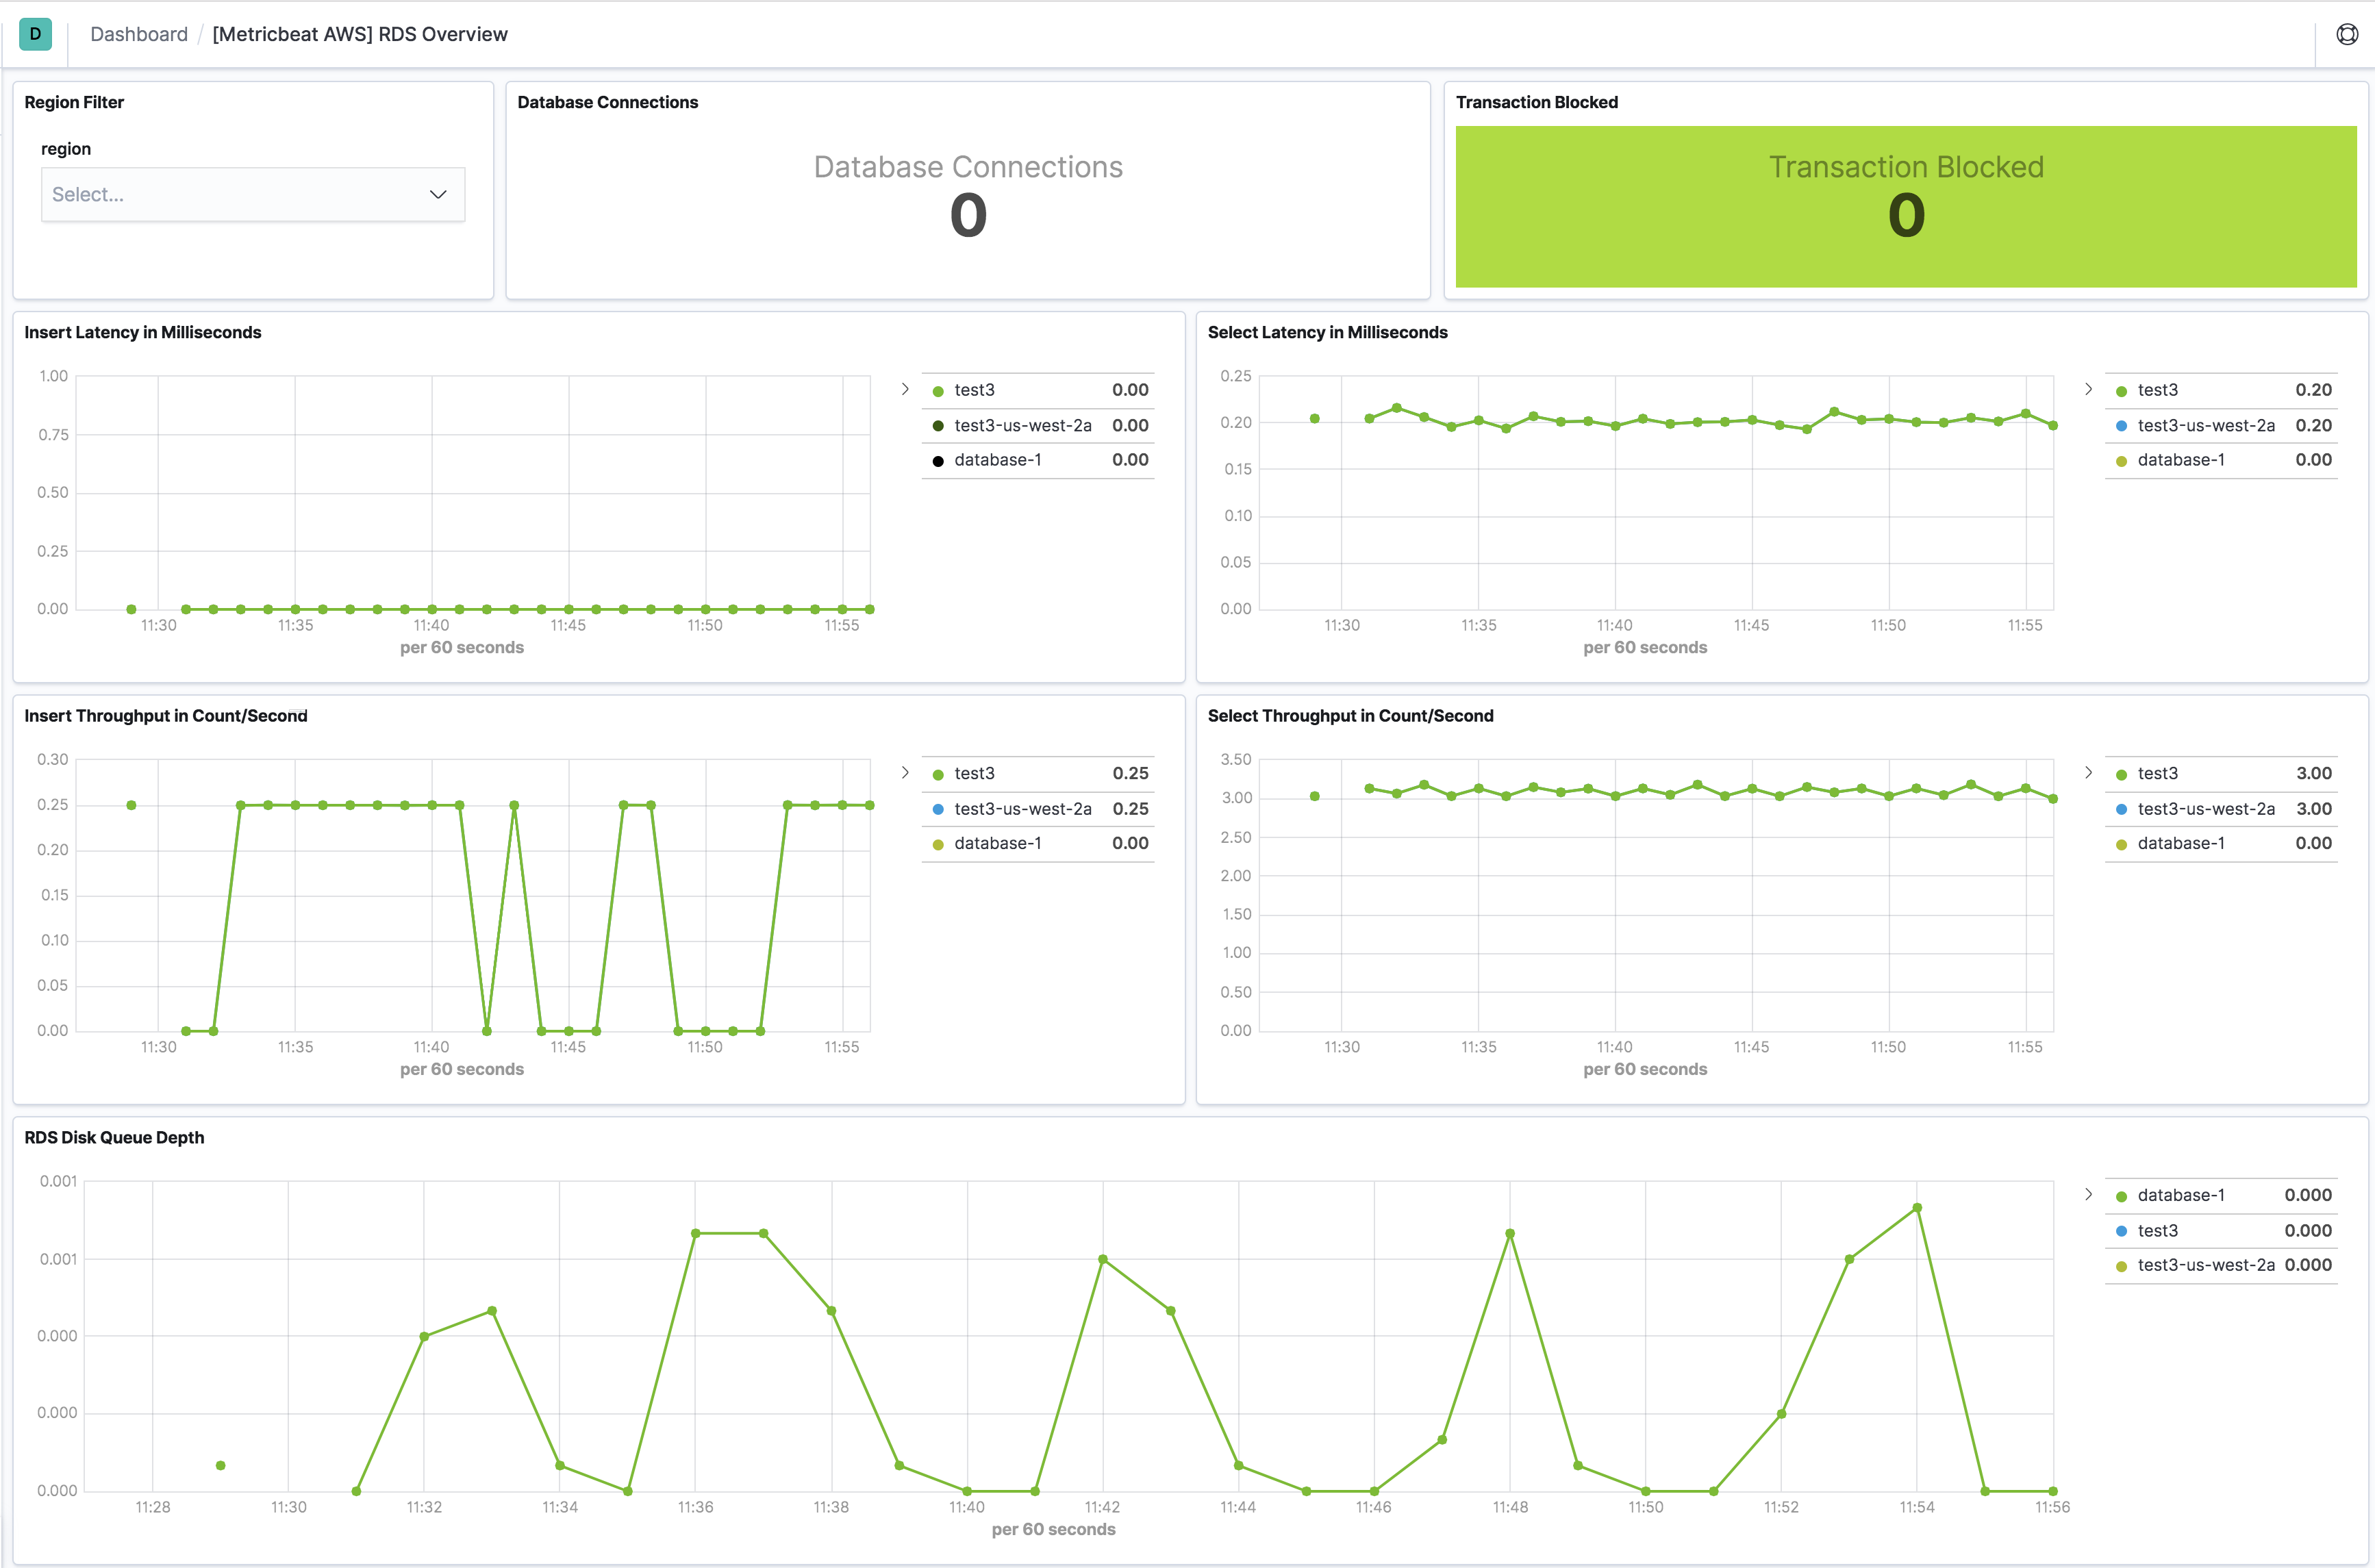 D Dashboard / [Metricbeat AWS] RDS Overview
Region Filter
region
Select...
Database Connections
Database Connections
0
Transaction Blocked
Transaction Blocked
0
Insert Latency in Milliseconds
1.00
0.75
0.50
0.25
0.00
11:30 11:35 11:40 11:45 11:50 11:55
per 60 seconds
test3 0.00
test3-us-west-2a 0.00
database-1 0.00
Select Latency in Milliseconds
0.25
0.20
0.15
0.10
0.05
0.00
11:30 11:35 11:40 11:45 11:50 11:55
per 60 seconds
test3 0.20
test3-us-west-2a 0.20
database-1 0.00
Insert Throughput in Count/Second
0.30
0.25
0.20
0.15
0.10
0.05
0.00
11:30 11:35 11:40 11:45 11:50 11:55
per 60 seconds
test3 0.25
test3-us-west-2a 0.25
database-1 0.00
Select Throughput in Count/Second
3.50
3.00
2.50
2.00
1.50
1.00
0.50
0.00
11:30 11:35 11:40 11:45 11:50 11:55
per 60 seconds
test3 3.00
test3-us-west-2a 3.00
database-1 0.00
RDS Disk Queue Depth
0.001
0.001
0.000
0.000
0.000
11:28 11:30 11:32 11:34 11:36 11:38 11:40 11:42 11:44 11:46 11:48 11:50 11:52 11:54 11:56
per 60 seconds
database-1 0.000
test3 0.000
test3-us-west-2a 0.000